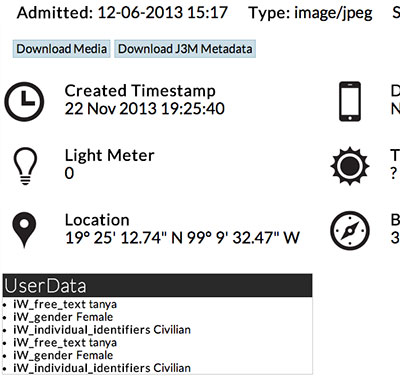 Admitted: 12-06-2013 15:17 Type: image/jpeg S
Download Media Download J3M Metadata
Created Timestamp D
22 Nov 2013 19:25:40 N
Light Meter T
0 ?
Location B
19° 25' 12.74" N 99° 9' 32.47" W 3
UserData
iW_free_text tanya
iW_gender Female
iW_individual_identifiers Civilian
iW_free_text tanya
iW_gender Female
iW_individual_identifiers Civilian